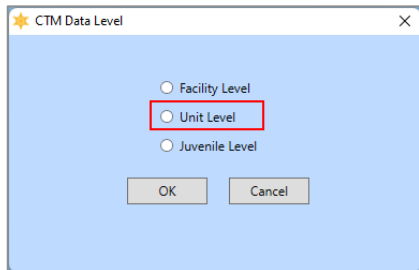 CTM Data Level
Facility Level
Unit Level
Juvenile Level
OK Cancel